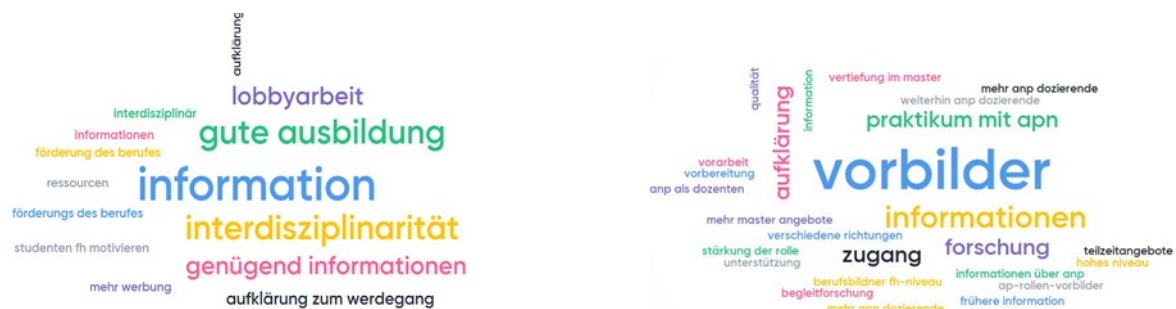 aufklärung
lobbyarbeit
interdisziplinär
gute ausbildung
informationen
förderung des berufes
ressourcen
information
förderungs des berufes
interdisziplinarität
studenten fh motivieren
genügend informationen
mehr werbung
aufklärung zum werdegang
qualität
aufklärung
information
vertiefung im master
mehr anp dozierende
weiterhin anp dozierende
praktikum mit apn
vorarbeit
vorbereitung
anp als dozenten
vorbilder
mehr master angebote
informationen
verschiedene richtungen
stärkung der rolle
unterstützung
zugang
forschung
teilzeitangebote
hohes niveau
berufsbildner fh-niveau
informationen über anp
begleitforschung
ap-rollen-vorbilder
frühere information
mehr anp dozierende